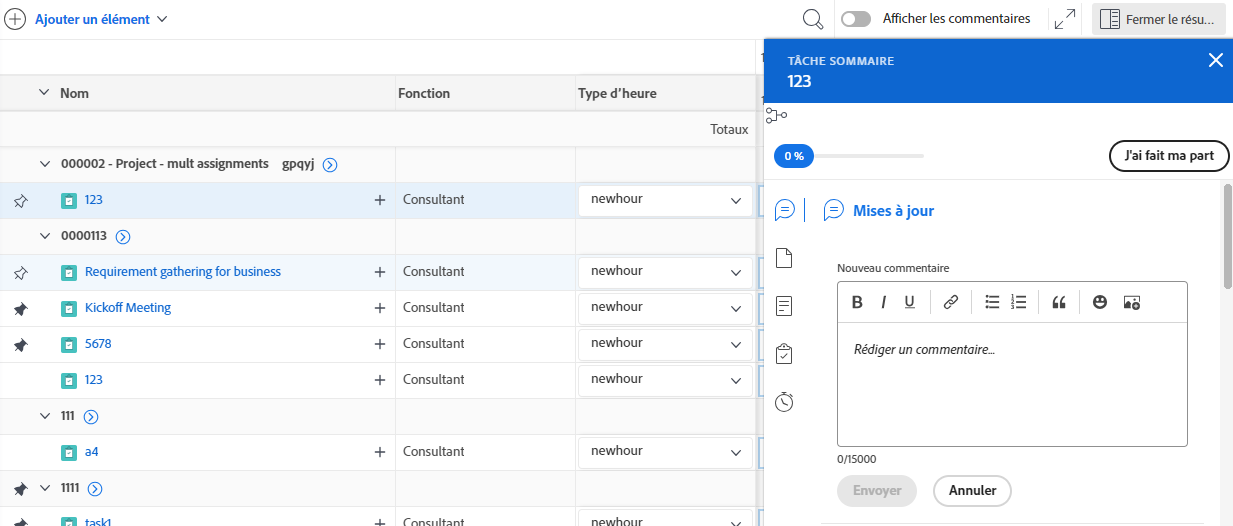 Ajouter un élément
Afficher les commentaires
Fermer le résu...
TÂCHE SOMMAIRE
123
Nom Fonction Type d'heure
Totaux
0 %
J'ai fait ma part
000002 - Project - mult assignments gpqyj
123 Consultant newhour
Mises à jour
0000113
Requirement gathering for business Consultant newhour
Nouveau commentaire
B I U
Kickoff Meeting Consultant newhour
5678 Consultant newhour
Rédiger un commentaire...
123 Consultant newhour
111
a4 Consultant newhour
0/15000
1111
Envoyer Annuler
task1 Consultant newhour